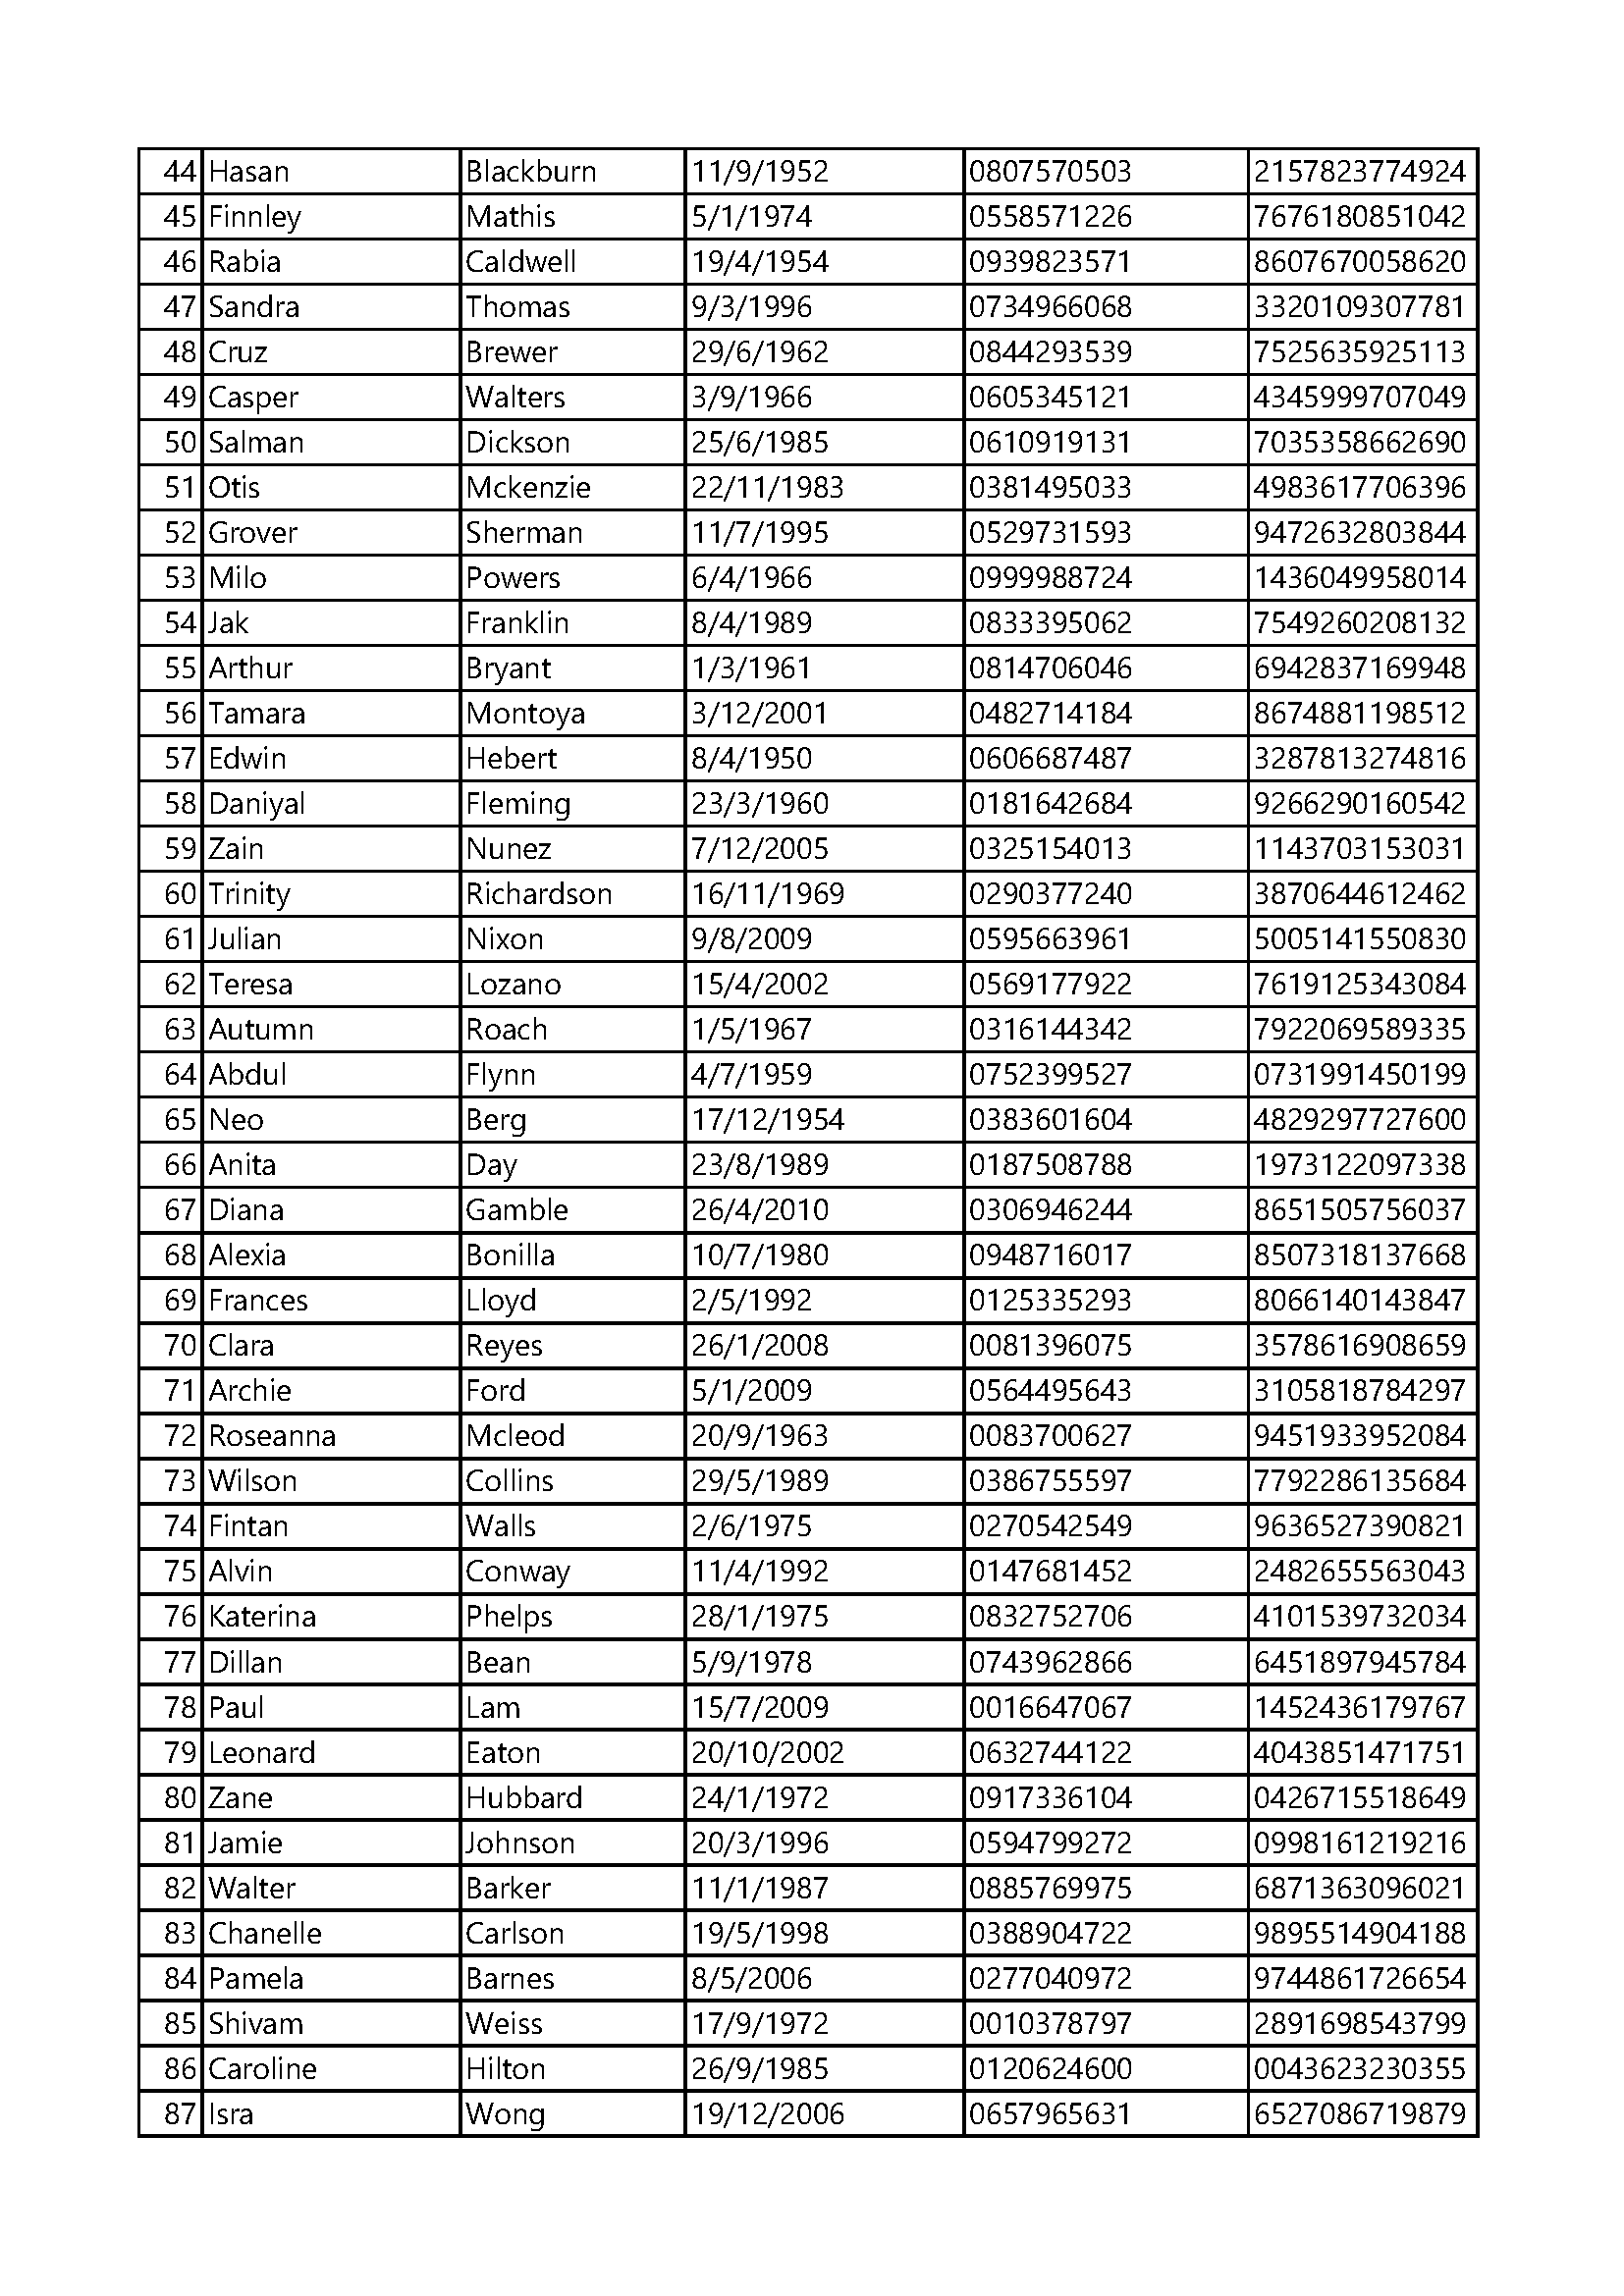 44 Hasan Blackburn 11/9/1952 0807570503 2157823774924
45 Finnley Mathis 5/1/1974 0558571226 7676180851042
46 Rabia Caldwell 19/4/1954 0939823571 8607670058620
47 Sandra Thomas 9/3/1996 0734966068 3320109307781
48 Cruz Brewer 29/6/1962 0844293539 7525635925113
49 Casper Walters 3/9/1966 0605345121 4345999707049
50 Salman Dickson 25/6/1985 0610919131 7035358662690
51 Otis Mckenzie 22/11/1983 0381495033 4983617706396
52 Grover Sherman 11/7/1995 0529731593 9472632803844
53 Milo Powers 6/4/1966 0999988724 1436049958014
54 Jak Franklin 8/4/1989 0833395062 7549260208132
55 Arthur Bryant 1/3/1961 0814706046 6942837169948
56 Tamara Montoya 3/12/2001 0482714184 8674881198512
57 Edwin Hebert 8/4/1950 0606687487 3287813274816
58 Daniyal Fleming 23/3/1960 0181642684 9266290160542
59 Zain Nunez 7/12/2005 0325154013 1143703153031
60 Trinity Richardson 16/11/1969 0290377240 3870644612462
61 Julian Nixon 9/8/2009 0595663961 5005141550830
62 Teresa Lozano 15/4/2002 0569177922 7619125343084
63 Autumn Roach 1/5/1967 0316144342 7922069589335
64 Abdul Flynn 4/7/1959 0752399527 0731991450199
65 Neo Berg 17/12/1954 0383601604 4829297727600
66 Anita Day 23/8/1989 0187508788 1973122097338
67 Diana Gamble 26/4/2010 0306946244 8651505756037
68 Alexia Bonilla 10/7/1980 0948716017 8507318137668
69 Frances Lloyd 2/5/1992 0125335293 8066140143847
70 Clara Reyes 26/1/2008 0081396075 3578616908659
71 Archie Ford 5/1/2009 0564495643 3105818784297
72 Roseanna Mcleod 20/9/1963 0083700627 9451933952084
73 Wilson Collins 29/5/1989 0386755597 7792286135684
74 Fintan Walls 2/6/1975 0270542549 9636527390821
75 Alvin Conway 11/4/1992 0147681452 2482655563043
76 Katerina Phelps 28/1/1975 0832752706 4101539732034
77 Dillan Bean 5/9/1978 0743962866 6451897945784
78 Paul Lam 15/7/2009 0016647067 1452436179767
79 Leonard Eaton 20/10/2002 0632744122 4043851471751
80 Zane Hubbard 24/1/1972 0917336104 0426715518649
81 Jamie Johnson 20/3/1996 0594799272 0998161219216
82 Walter Barker 11/1/1987 0885769975 6871363096021
83 Chanelle Carlson 19/5/1998 0388904722 9895514904188
84 Pamela Barnes 8/5/2006 0277040972 9744861726654
85 Shivam Weiss 17/9/1972 0010378797 2891698543799
86 Caroline Hilton 26/9/1985 0120624600 0043623230355
87 Isra Wong 19/12/2006 0657965631 6527086719879